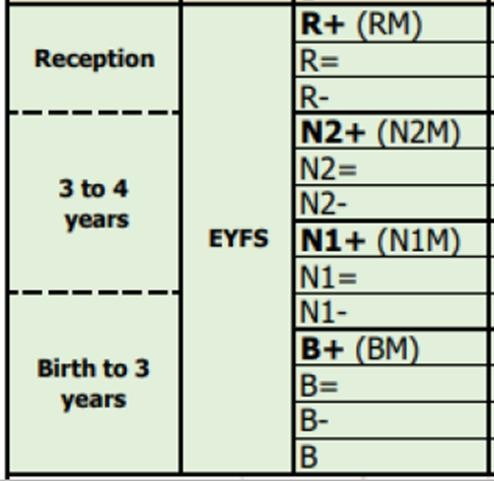 Reception
3 to 4
years
Birth to 3
years
EYFS
R+ (RM)
R=
R-
N2+ (N2M)
N2=
N2-
N1+ (N1M)
N1=
N1-
B+ (BM)
B=
B-
B